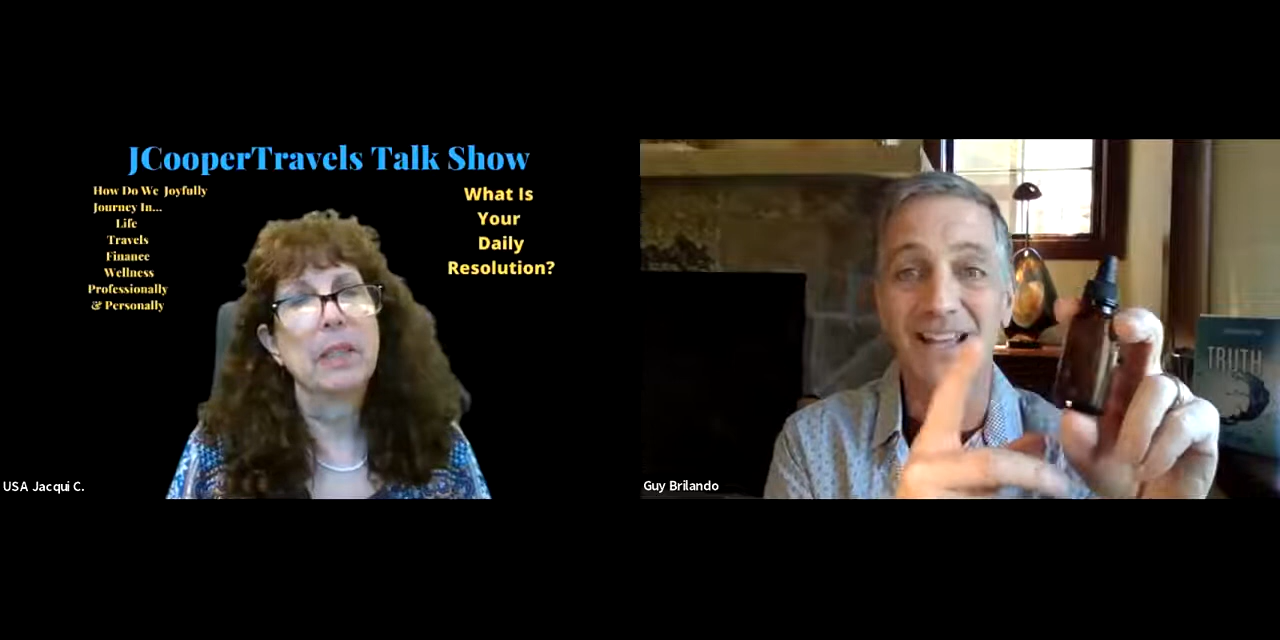 JCooperTravels Talk Show
How Do We Joyfully
Journey In...
Life
Travels
Finance
Wellness
Professionally
& Personally
What Is
Your
Daily
Resolution?
USA Jacqui C.
Guy Brilando
TRUTH